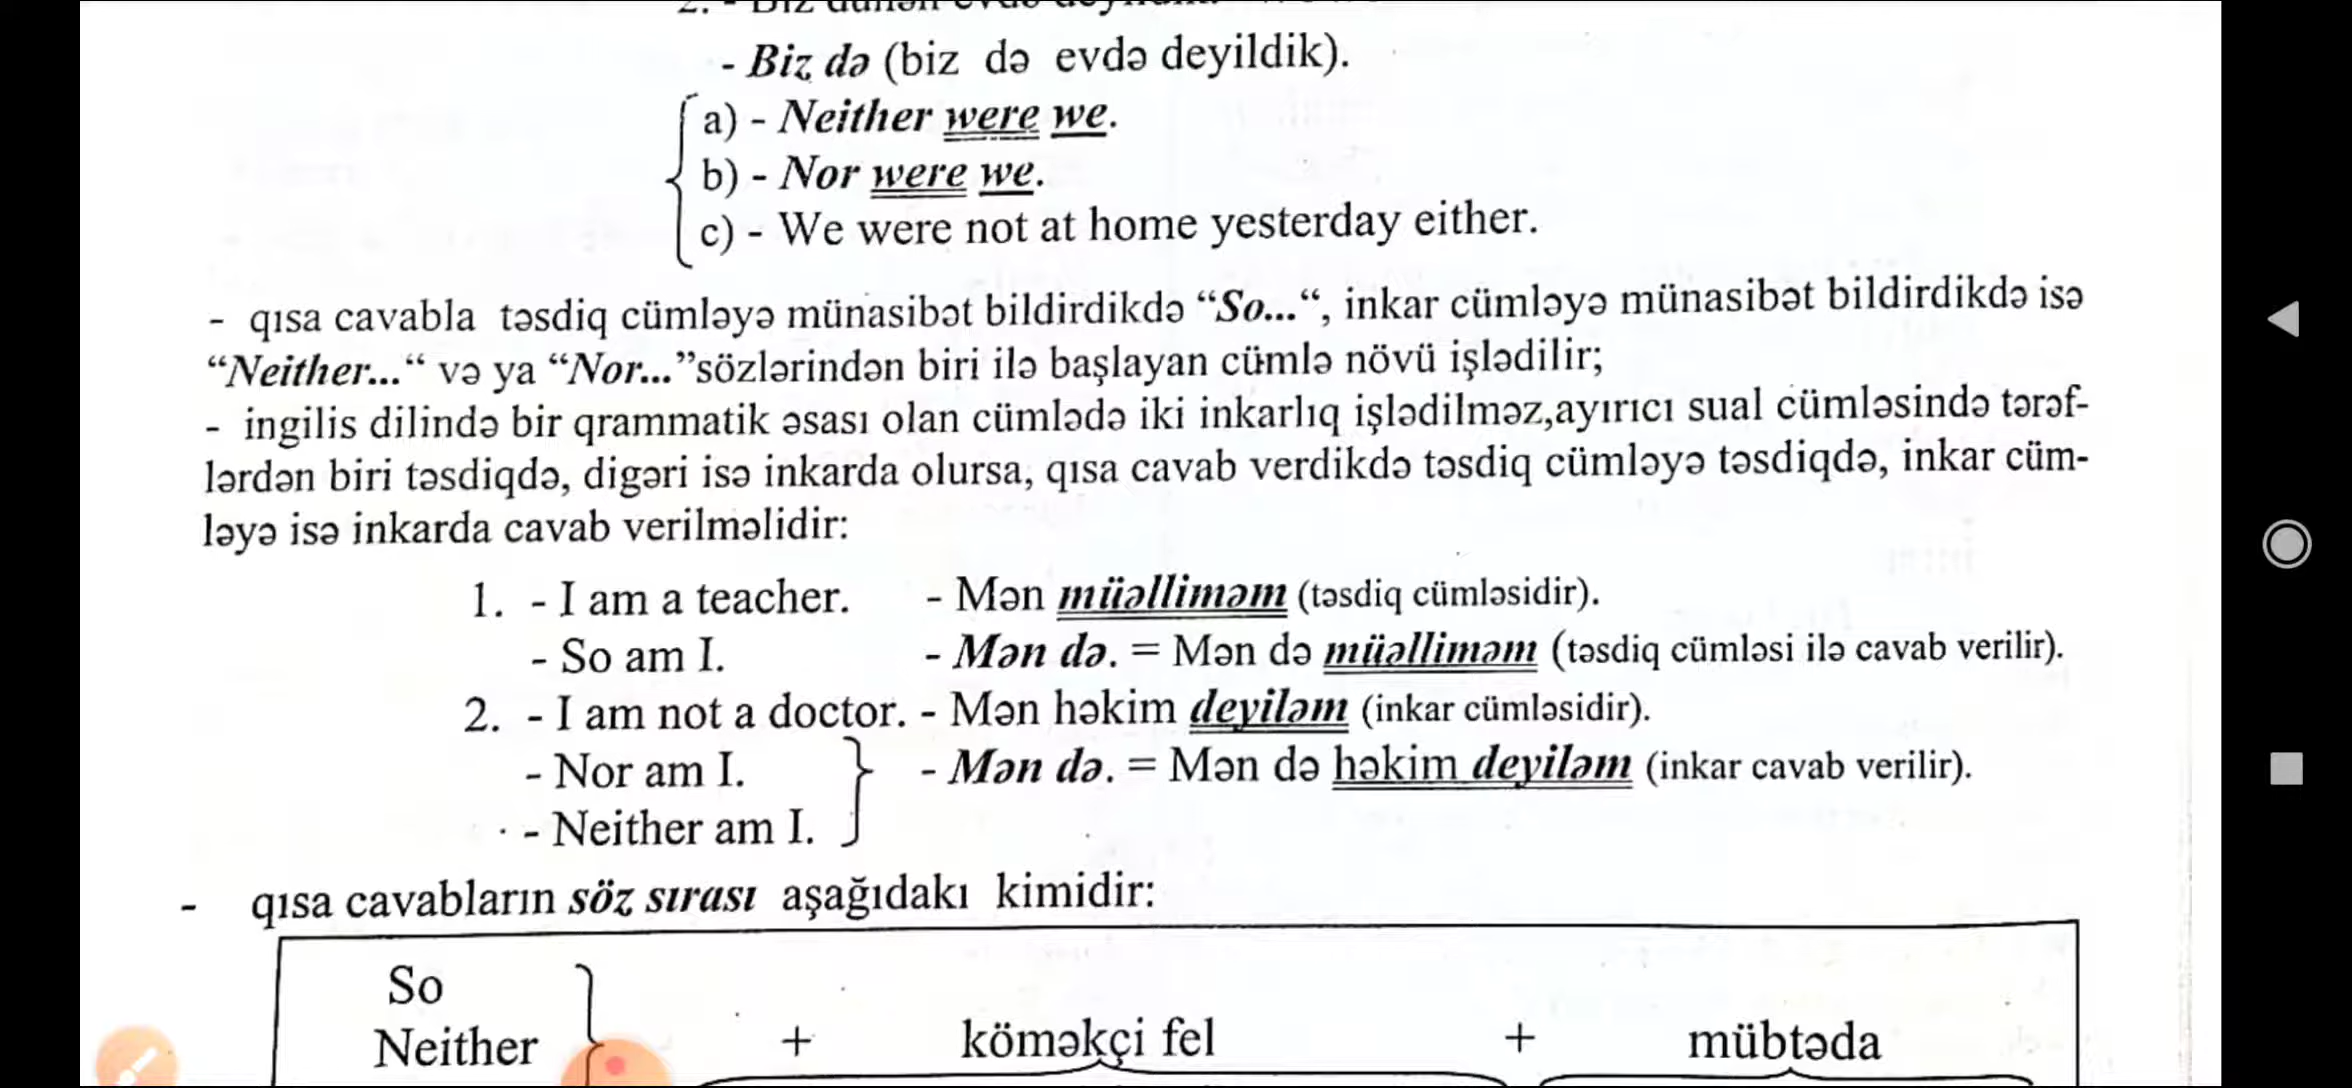 - Biz də (biz də evdə deyildik).
a) - Neither were we.
b) - Nor were we.
c) - We were not at home yesterday either.
- qısa cavabla təsdiq cümləyə münasibət bildirdikdə “So...“, inkar cümləyə münasibət bildirdikdə isə
“Neither...“ və ya “Nor...”sözlərindən biri ilə başlayan cümlə növü işlədilir;
- ingilis dilində bir qrammatik əsası olan cümlədə iki inkarlıq işlədilməz,ayırıcı sual cümləsində tərəf-
lərdən biri təsdiqdə, digəri isə inkarda olursa, qısa cavab verdikdə təsdiq cümləyə təsdiqdə, inkar cüm-
ləyə isə inkarda cavab verilməlidir:
1. - I am a teacher. - Mən müəlliməm (təsdiq cümləsidir).
- So am I. - Mən də. = Mən də müəlliməm (təsdiq cümləsi ilə cavab verilir).
2. - I am not a doctor. - Mən həkim deyiləm (inkar cümləsidir).
- Nor am I. } - Mən də. = Mən də həkim deyiləm (inkar cavab verilir).
- Neither am I.
- qısa cavabların söz sırası aşağıdakı kimidir:
So
Neither + köməkçi fel + mübtəda